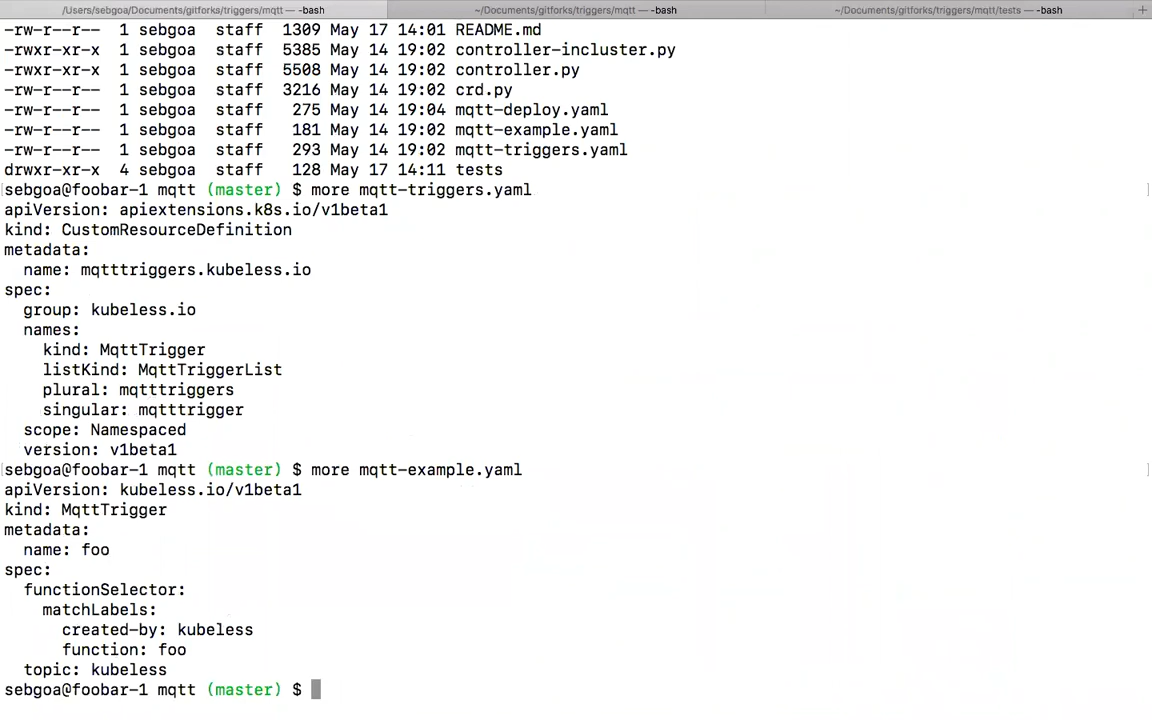 /Users/sebgoa/Documents/gitforks/triggers/mqtt — -bash
~/Documents/gitforks/triggers/mqtt — -bash
~/Documents/gitforks/triggers/mqtt/tests — -bash
+
-rw-r--r--  1 sebgoa  staff  1309 May 17 14:01 README.md
-rwxr-xr-x  1 sebgoa  staff  5385 May 14 19:02 controller-incluster.py
-rwxr-xr-x  1 sebgoa  staff  5508 May 14 19:02 controller.py
-rw-r--r--  1 sebgoa  staff  3216 May 14 19:02 crd.py
-rw-r--r--  1 sebgoa  staff   275 May 14 19:04 mqtt-deploy.yaml
-rw-r--r--  1 sebgoa  staff   181 May 14 19:02 mqtt-example.yaml
-rw-r--r--  1 sebgoa  staff   293 May 14 19:02 mqtt-triggers.yaml
drwxr-xr-x  4 sebgoa  staff   128 May 17 14:11 tests
sebgoa@foobar-1 mqtt (master) $ more mqtt-triggers.yaml
apiVersion: apiextensions.k8s.io/v1beta1
kind: CustomResourceDefinition
metadata:
  name: mqtttriggers.kubeless.io
spec:
  group: kubeless.io
  names:
    kind: MqttTrigger
    listKind: MqttTriggerList
    plural: mqtttriggers
    singular: mqtttrigger
  scope: Namespaced
  version: v1beta1
sebgoa@foobar-1 mqtt (master) $ more mqtt-example.yaml
apiVersion: kubeless.io/v1beta1
kind: MqttTrigger
metadata:
  name: foo
spec:
  functionSelector:
    matchLabels:
      created-by: kubeless
      function: foo
  topic: kubeless
sebgoa@foobar-1 mqtt (master) $